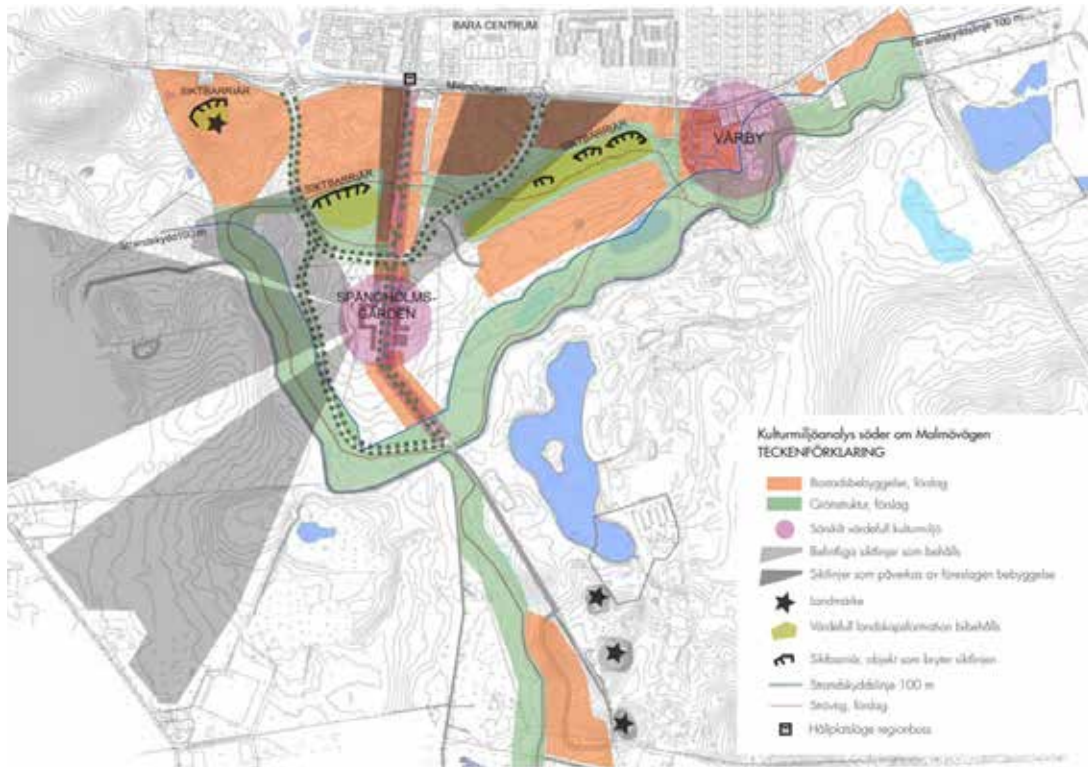 BARA CENTRUM
Strandskyddslinje 100 m
Malmövägen
SIKTBARRIÄR
SIKTBARRIÄR
VÄRBY
SIKTBARRIÄR
Strandskydd100 m
SPÅNGHOLMS-
GÅRDEN
Kulturmiljöanalys söder om Malmövägen
TECKENFÖRKLARING
Bostadsbebyggelse, förslag
Grönstruktur, förslag
Särskilt värdefull kulturmiljö
Befintliga siktlinjer som behålls
Siktlinjer som påverkas av föreslagen bebyggelse
Landmärke
Värdefull landskapsformation bibehålls
Siktbarriär, objekt som bryter siktlinjen
Strandskyddslinje 100 m
Strövstig, förslag
Hållplatsläge regionbuss